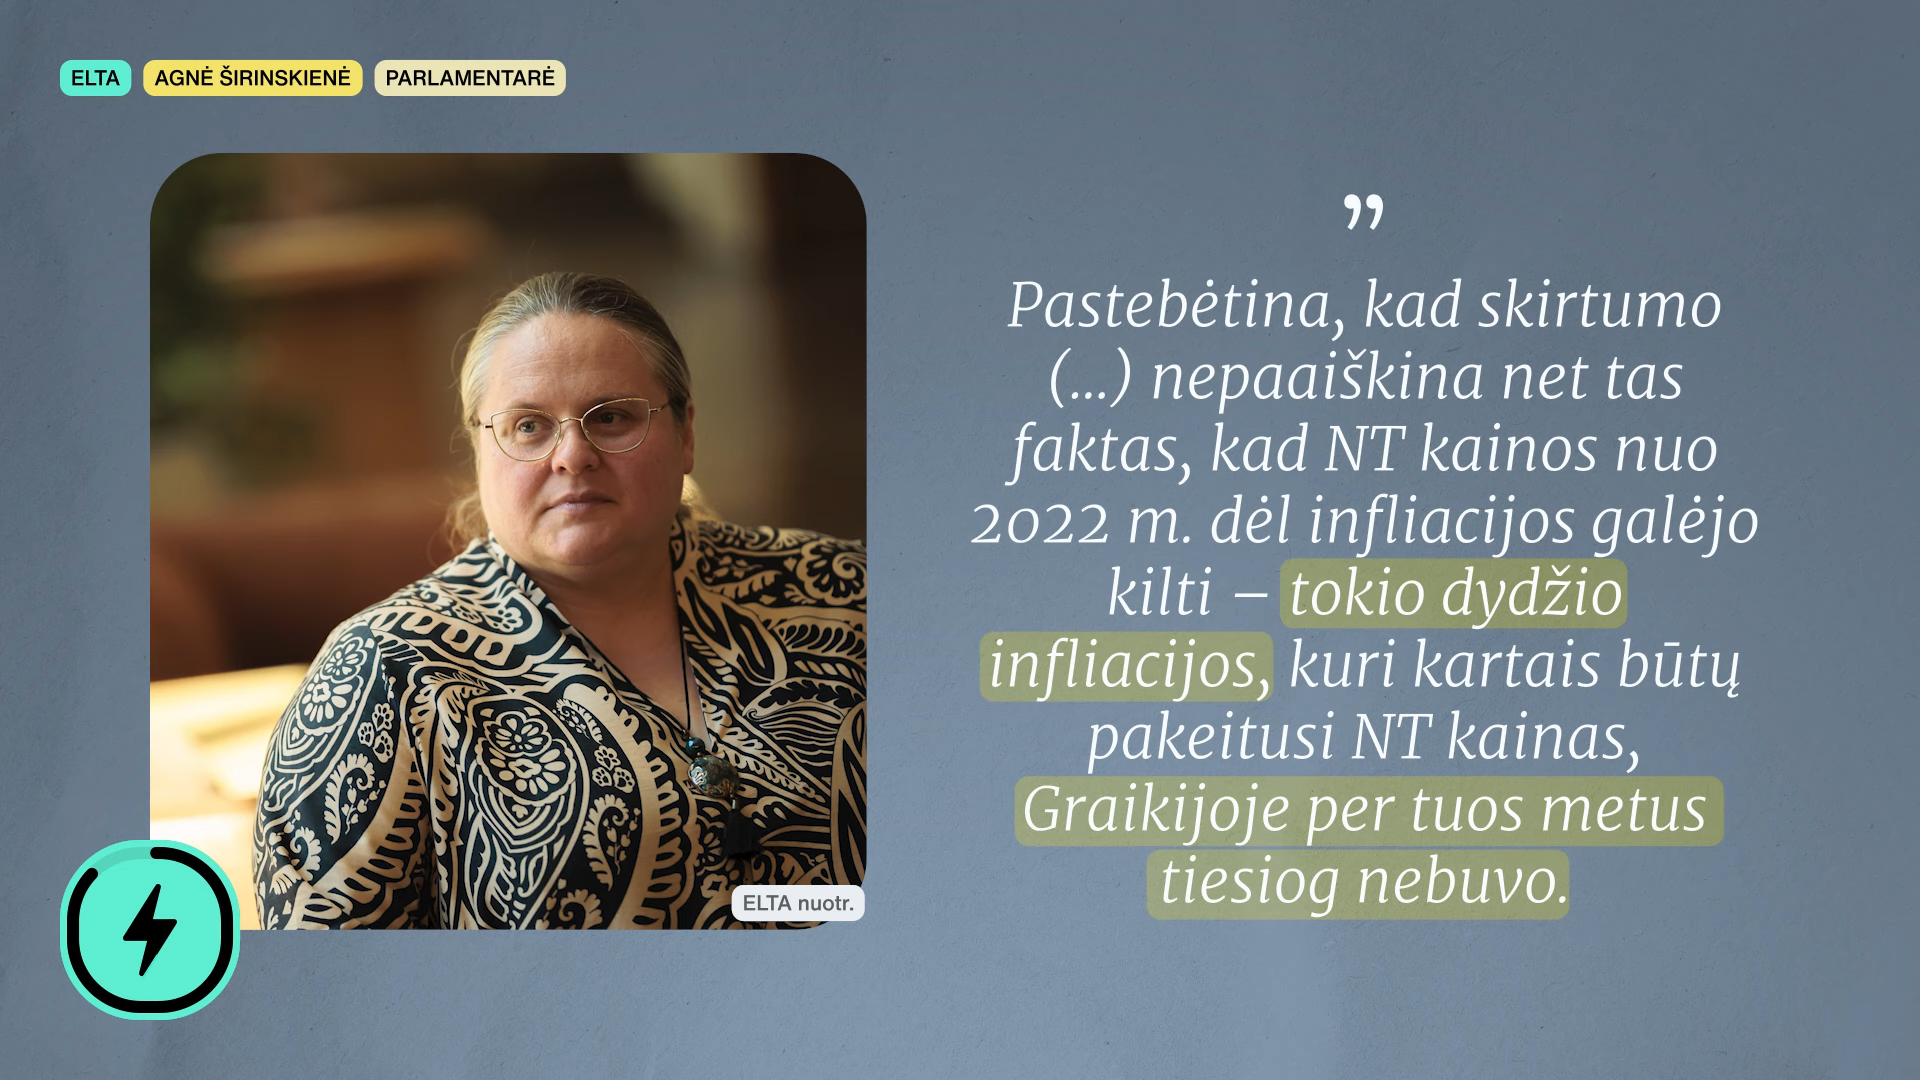 ELTA AGNĖ ŠIRINSKIENĖ PARLAMENTARĖ
”
Pastebėtina, kad skirtumo
(...) nepaaiškina net tas
faktas, kad NT kainos nuo
2022 m. dėl infliacijos galėjo
kilti – tokio dydžio
infliacijos, kuri kartais būtų
pakeitusi NT kainas,
Graikijoje per tuos metus
tiesiog nebuvo.
ELTA nuotr.